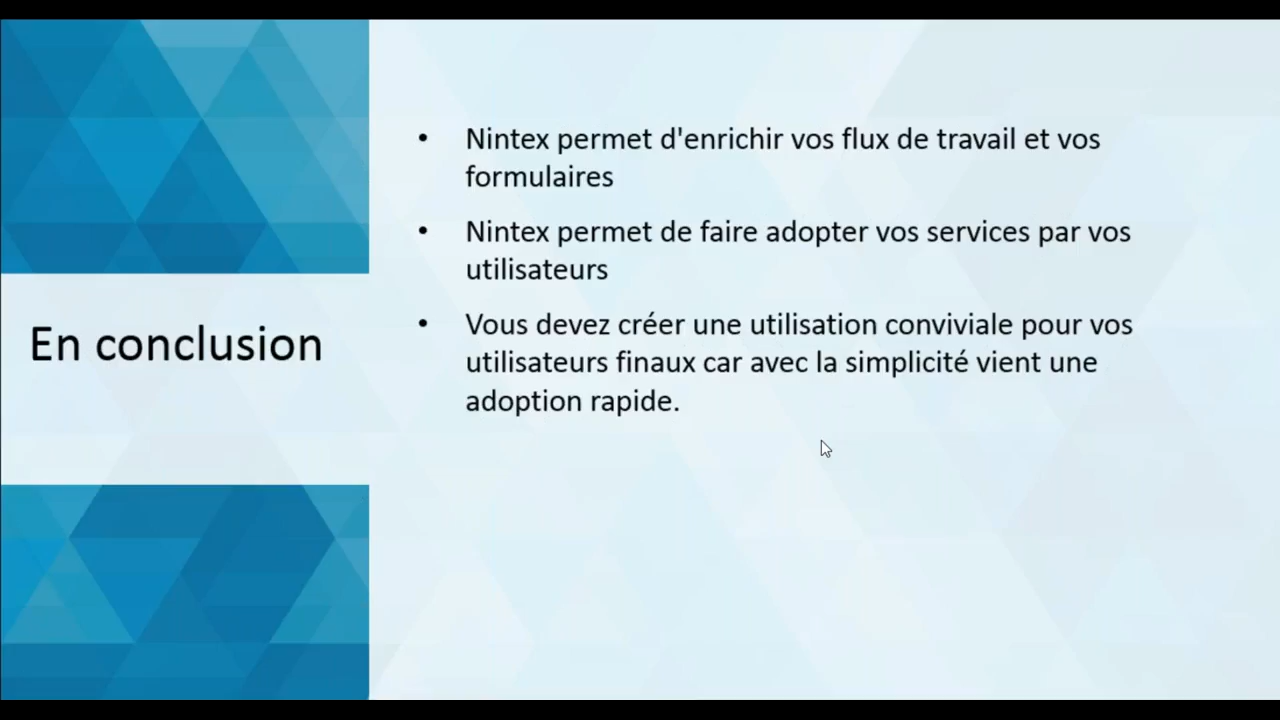 En conclusion
• Nintex permet d'enrichir vos flux de travail et vos
formulaires
• Nintex permet de faire adopter vos services par vos
utilisateurs
• Vous devez créer une utilisation conviviale pour vos
utilisateurs finaux car avec la simplicité vient une
adoption rapide.